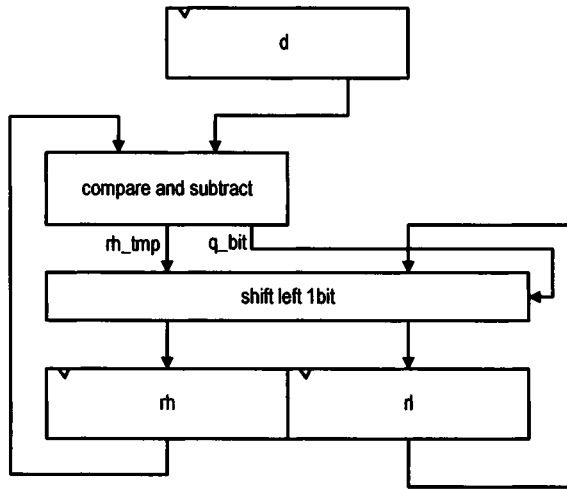 d
compare and subtract
rh_tmp
q_bit
shift left 1bit
rh
rl